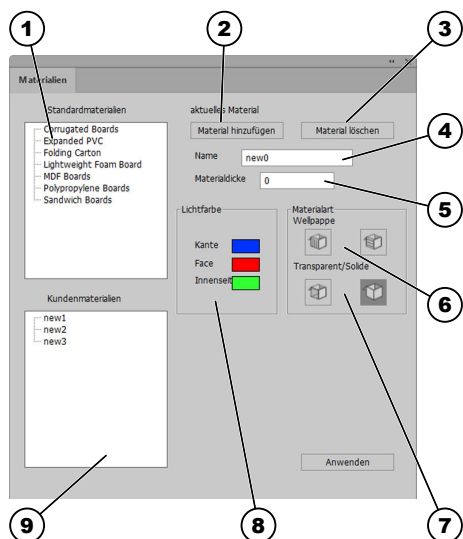 1
2
3
Materialien
Standardmaterialien
aktuelles Material
Material hinzufügen
Material löschen
4
Corrugated Boards
Expanded PVC
Folding Carton
Lightweight Foam Board
MDF Boards
Polypropylene Boards
Sandwich Boards
Name
new0
Materialdicke
0
5
Lichtfarbe
Materialart
Wellpappe
Kante
Face
Innenseit
Transparent/Solide
6
Kundenmaterialien
new1
new2
new3
Anwenden
9
8
7